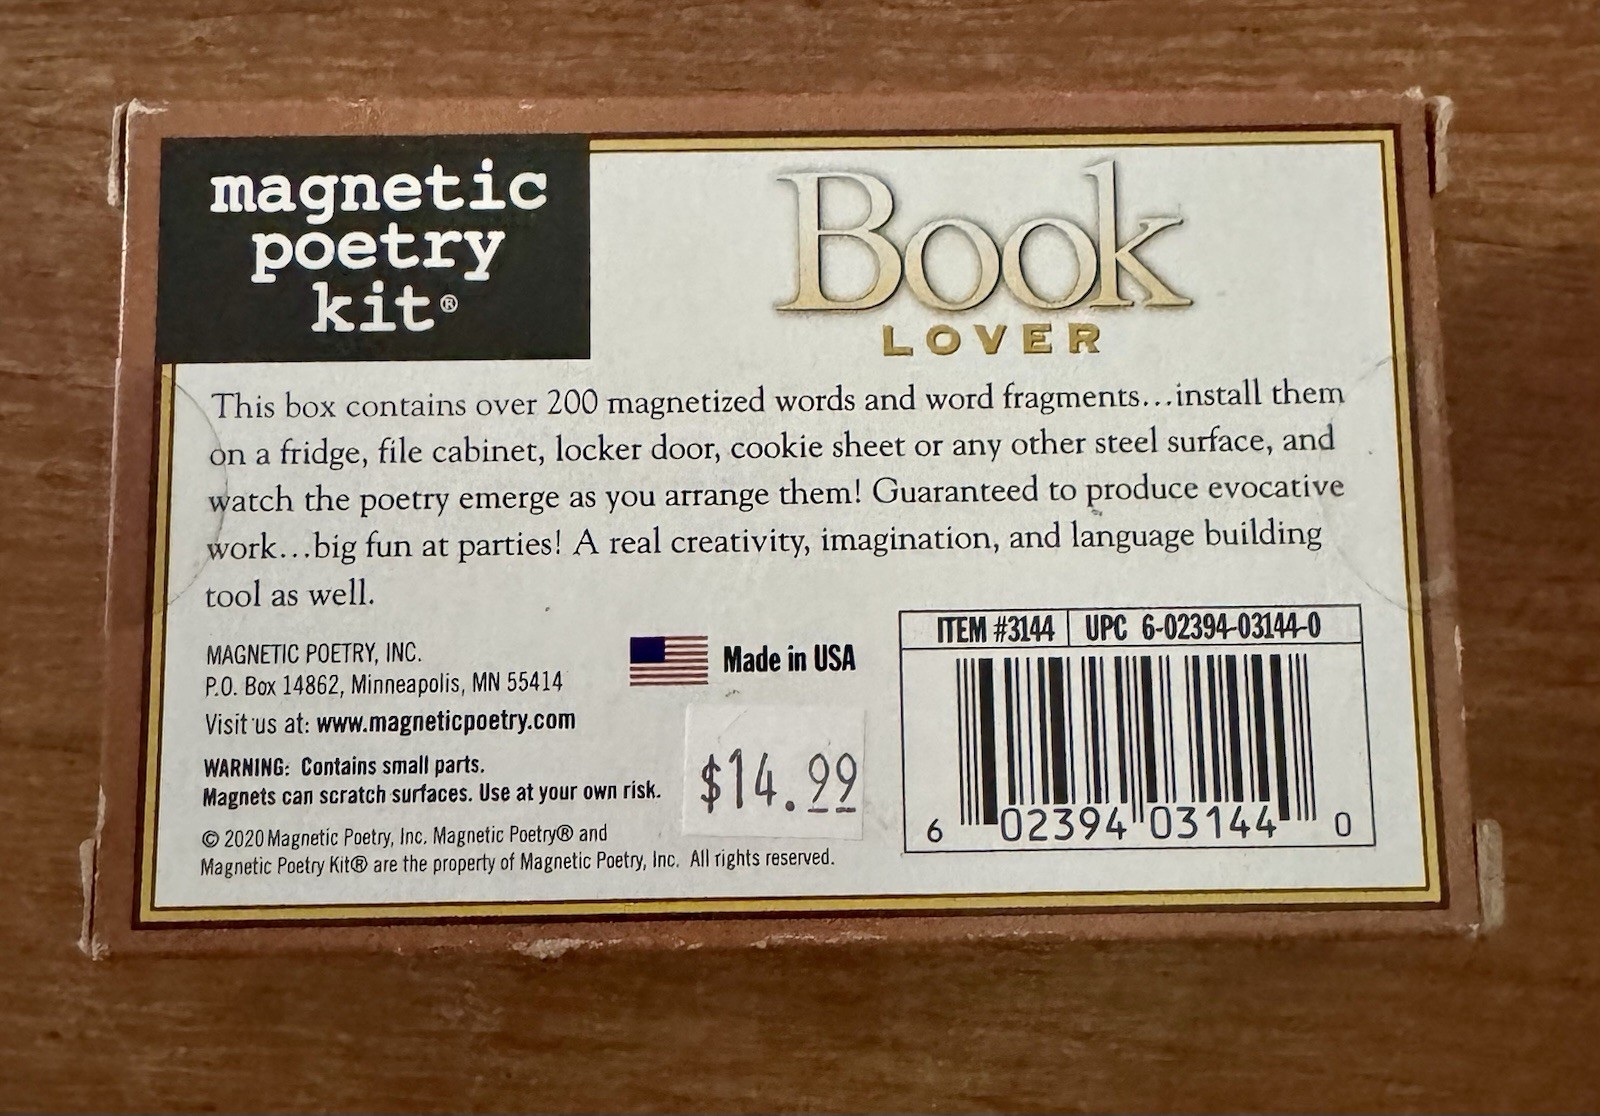 magnetic
poetry
kit®
Book
LOVER
This box contains over 200 magnetized words and word fragments...install them
on a fridge, file cabinet, locker door, cookie sheet or any other steel surface, and
watch the poetry emerge as you arrange them! Guaranteed to produce evocative
work...big fun at parties! A real creativity, imagination, and language building
tool as well.
MAGNETIC POETRY, INC.
P.O. Box 14862, Minneapolis, MN 55414
Visit us at: www.magneticpoetry.com
WARNING: Contains small parts.
Magnets can scratch surfaces. Use at your own risk.
© 2020 Magnetic Poetry, Inc. Magnetic Poetry® and
Magnetic Poetry Kit® are the property of Magnetic Poetry, Inc. All rights reserved.
Made in USA
$14.99
ITEM #3144 UPC 6-02394-03144-0
6 02394 03144 0